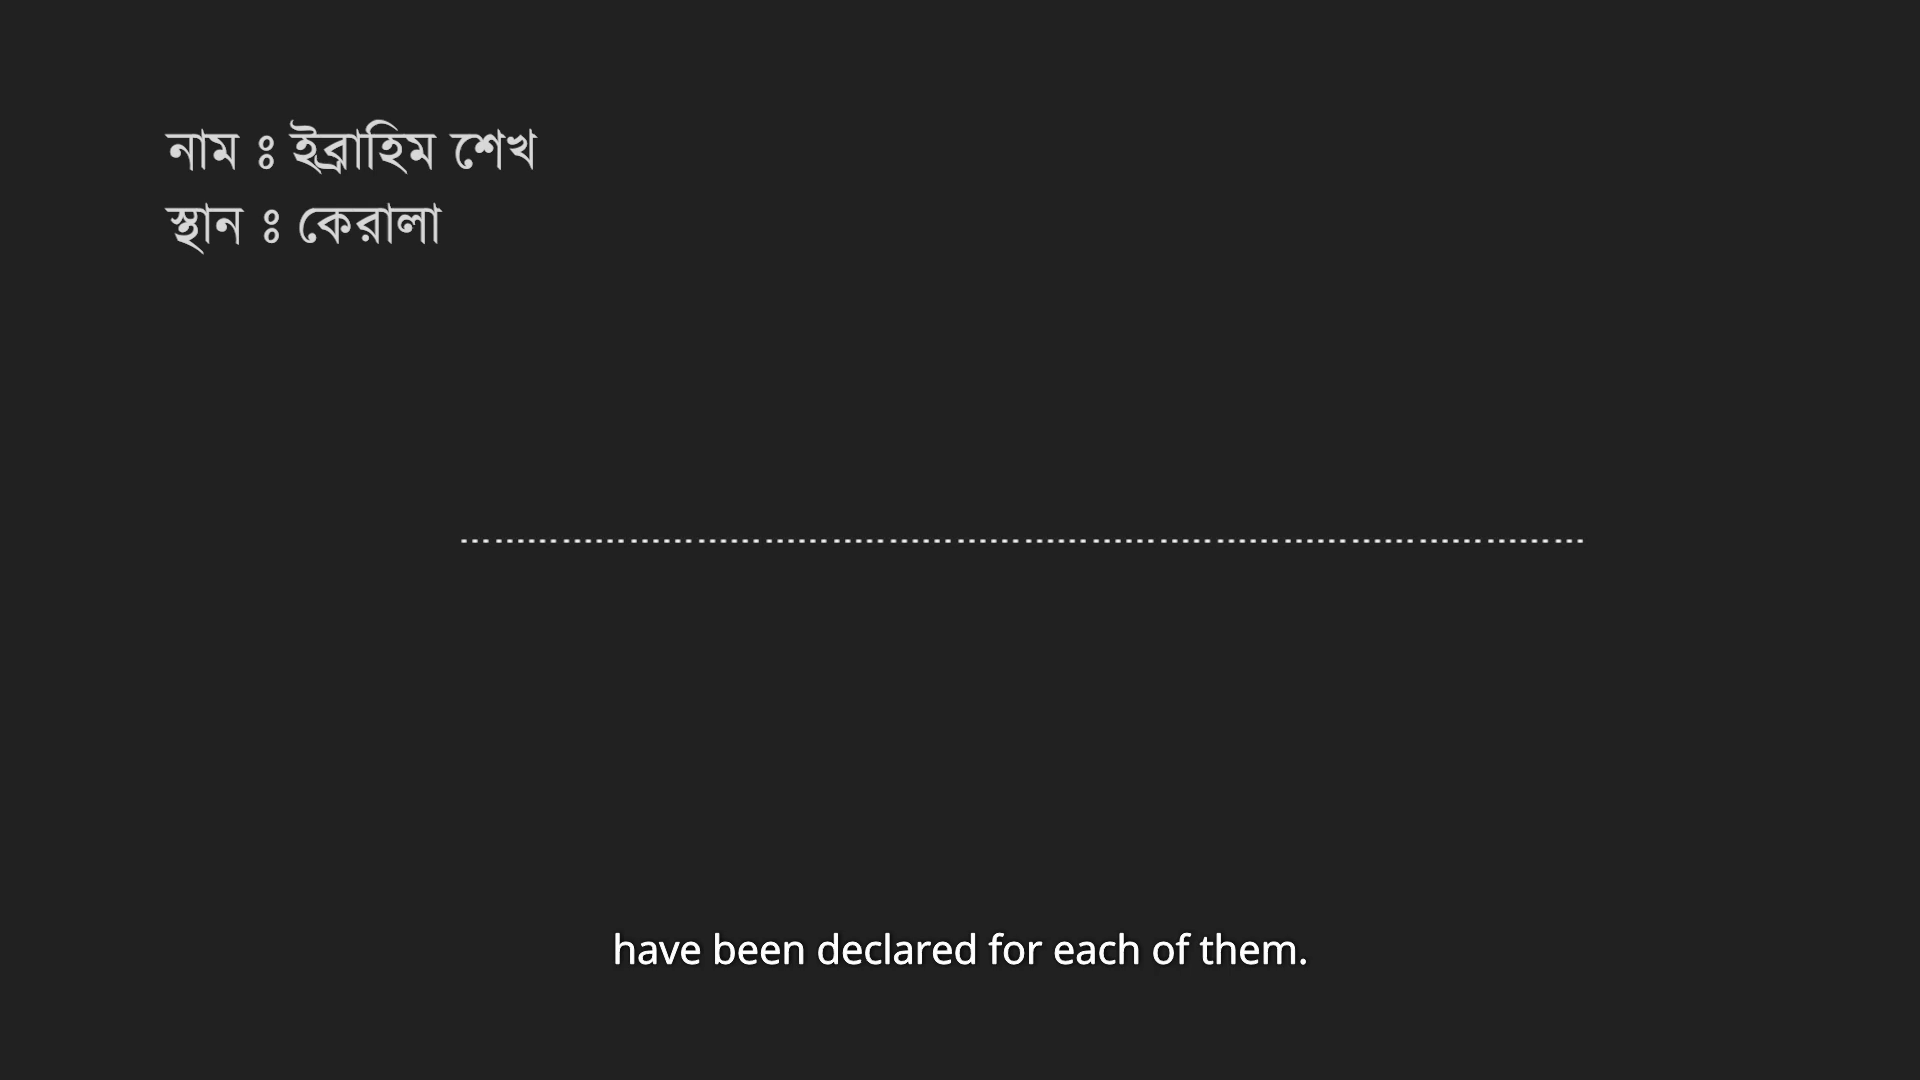 নাম ঃ ইব্রাহিম শেখ
স্থান ঃ কেরালা
have been declared for each of them.